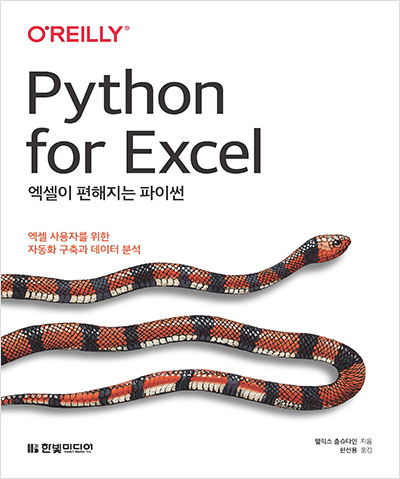 O'REILLY®
Python
for Excel
엑셀이 편해지는 파이썬
엑셀 사용자를 위한
자동화 구축과 데이터 분석
한빛미디어
펠릭스 춤슈타인 지음
한선용 옮김